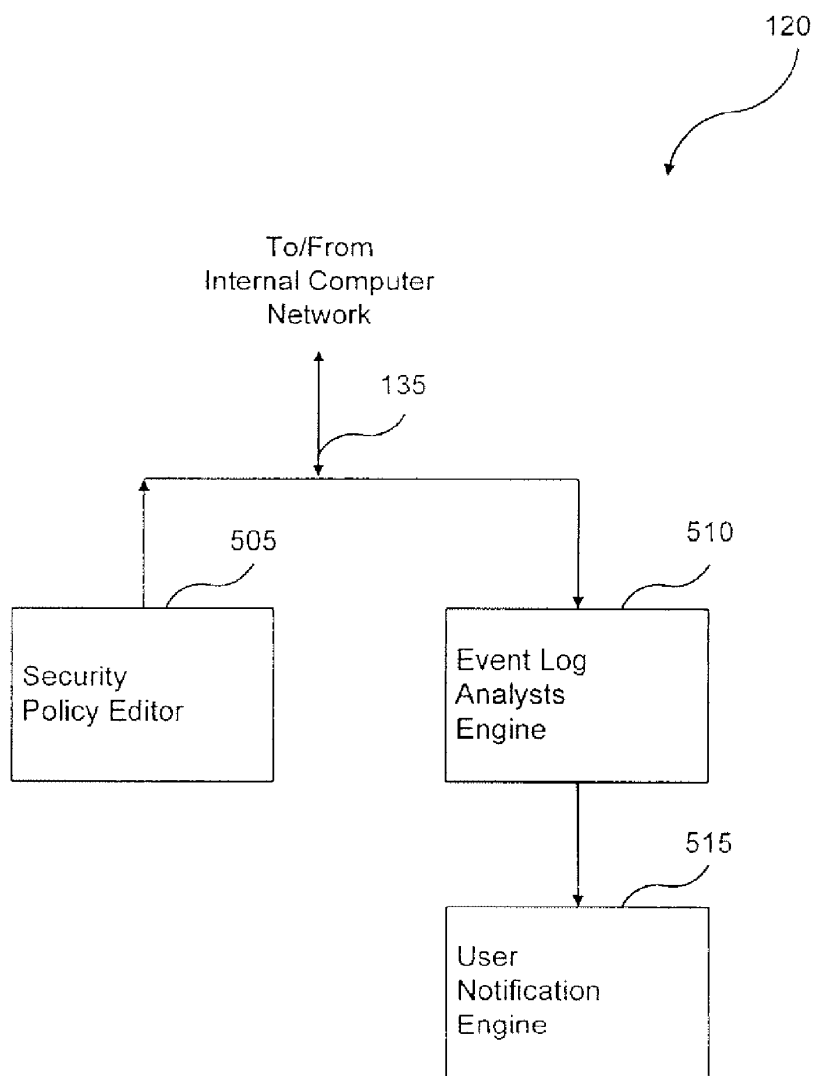 120
To/From
Internal Computer
Network
135
505
510
Security
Policy Editor
Event Log
Analysts
Engine
515
User
Notification
Engine